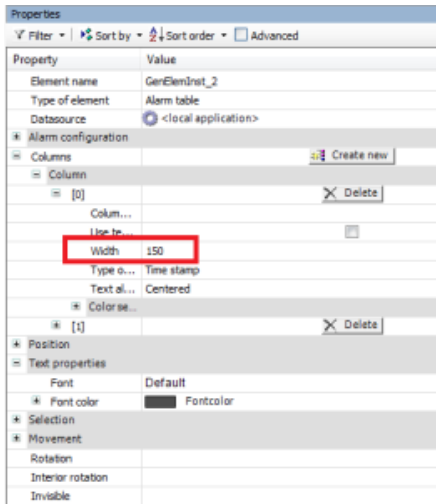 Properties
Filter Sort by Sort order Advanced
Property Value
Element name GenElemInst_2
Type of element Alarm table
Datasource <local application>
Alarm configuration
Columns Create new
Column
[0] Delete
Colum...
Use te...
Width 150
Type o... Time stamp
Text al... Centered
Color se...
[1] Delete
Position
Text properties
Font Default
Font color Fontcolor
Selection
Movement
Rotation
Interior rotation
Invisible